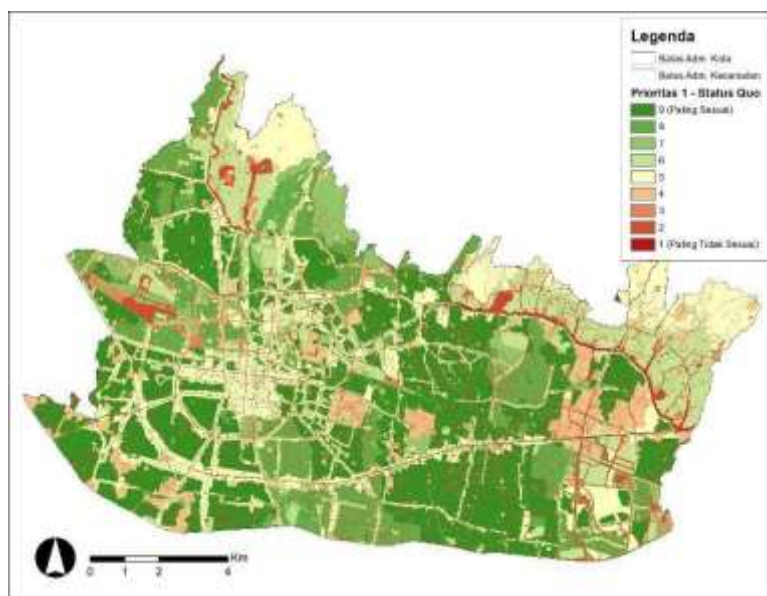 Legenda
Batas Adm. Kota
Batas Adm. Kecamatan
Prioritas 1 - Status Quo
9 (Paling Sesuai)
8
7
6
5
4
3
2
1 (Paling Tidak Sesuai)
Km
0 1 2 4